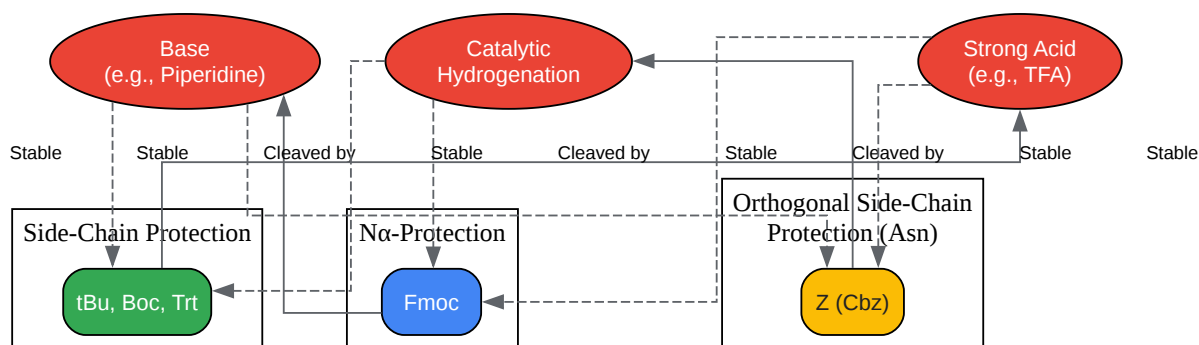 Base
(e.g., Piperidine)
Catalytic
Hydrogenation
Strong Acid
(e.g., TFA)
Stable
Stable
Cleaved by
Stable
Cleaved by
Stable
Cleaved by
Stable
Stable
Side-Chain Protection
Nα-Protection
Orthogonal Side-Chain
Protection (Asn)
tBu, Boc, Trt
Fmoc
Z (Cbz)